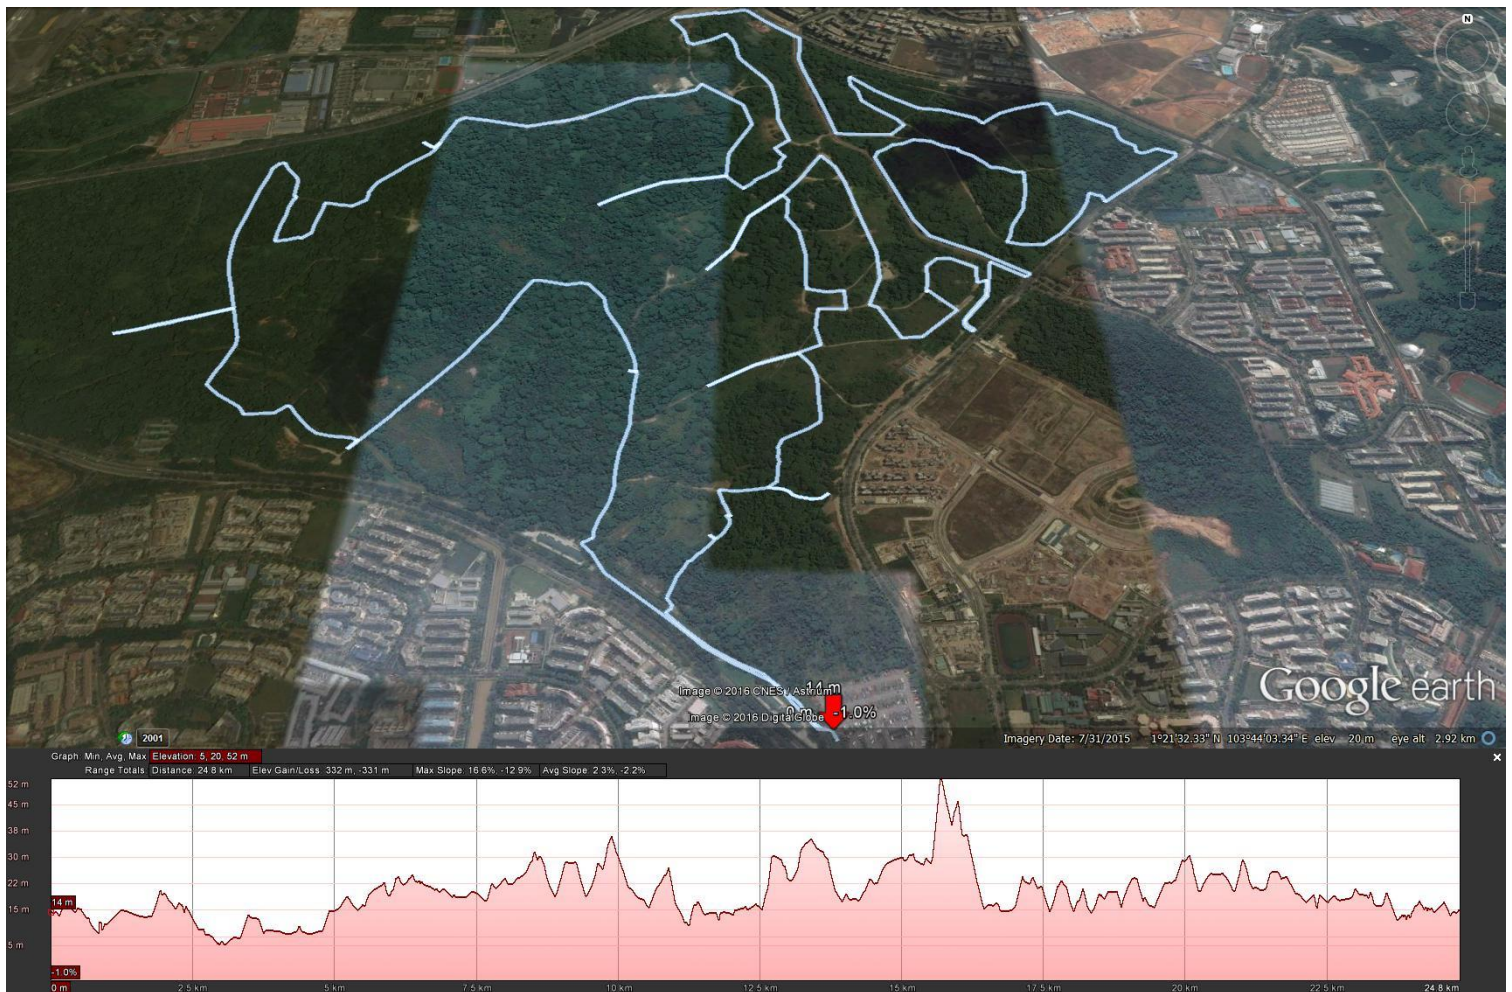 N
14 m
Image © 2016 CNES / Astrium
0 m -1.0%
Image © 2016 DigitalGlobe
Google earth
2001
Imagery Date: 7/31/2015 1°21'32.33" N 103°44'03.34" E elev 20 m eye alt 2.92 km
Graph: Min, Avg, Max Elevation: 5, 20, 52 m
Range Totals: Distance: 24.8 km Elev Gain/Loss: 332 m, -331 m Max Slope: 16.6%, -12.9% Avg Slope: 2.3%, -2.2%
52 m
45 m
38 m
30 m
22 m
14 m
15 m
5 m
-1.0%
0 m 2.5 km 5 km 7.5 km 10 km 12.5 km 15 km 17.5 km 20 km 22.5 km 24.8 km